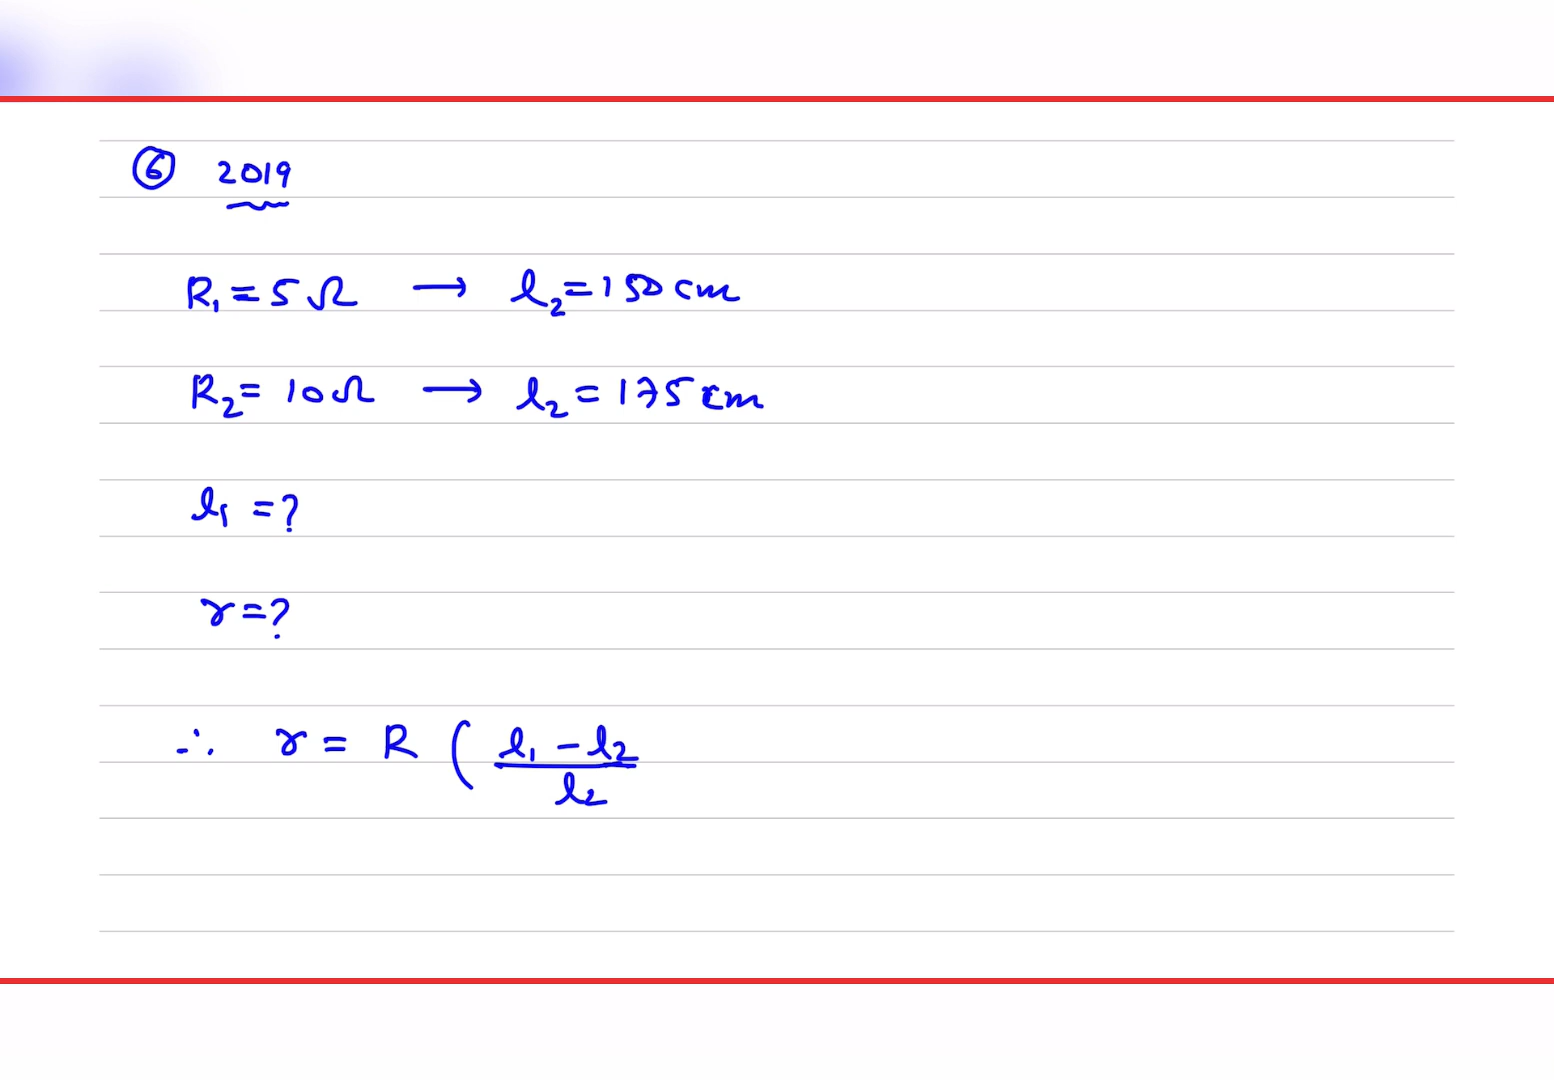 ⑥ 2019
R₁ = 5 Ω → l₂ = 150 cm
R₂ = 10 Ω → l₂ = 175 cm
l₁ = ?
r = ?
∴ r = R ( l₁ - l₂ / l₂